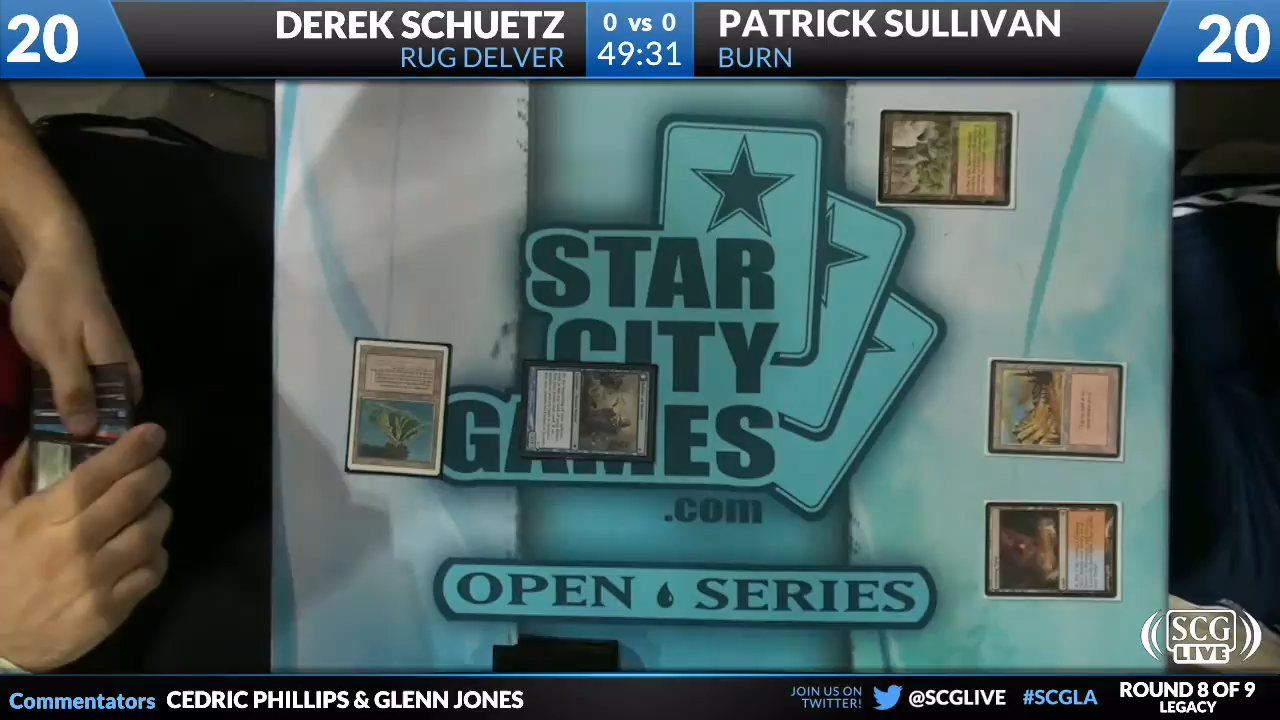 20
DEREK SCHUETZ
RUG DELVER
0 vs 0
49:31
PATRICK SULLIVAN
BURN
20
STAR
CITY
GAMES
.com
OPEN SERIES
SCG
LIVE
Commentators CEDRIC PHILLIPS & GLENN JONES
JOIN US ON
TWITTER!
@SCGLIVE
#SCGLA
ROUND 8 OF 9
LEGACY